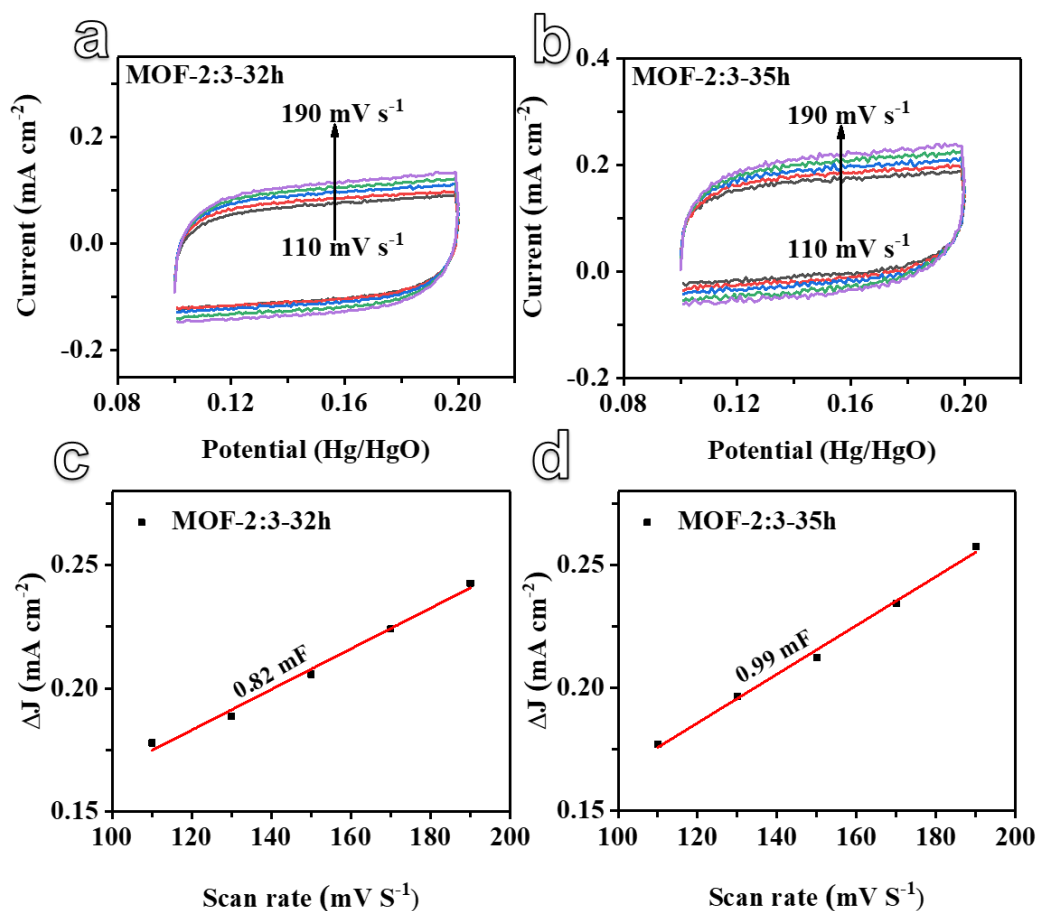 a
MOF-2:3-32h
190 mV s⁻¹
110 mV s⁻¹
0.2
0.0
-0.2
Current (mA cm⁻²)
0.08 0.12 0.16 0.20
Potential (Hg/HgO)
b
MOF-2:3-35h
190 mV s⁻¹
110 mV s⁻¹
0.4
0.2
0.0
-0.2
Current (mA cm⁻²)
0.08 0.12 0.16 0.20
Potential (Hg/HgO)
c
MOF-2:3-32h
0.82 mF
0.25
0.20
0.15
ΔJ (mA cm⁻²)
100 120 140 160 180 200
Scan rate (mV S⁻¹)
d
MOF-2:3-35h
0.99 mF
0.25
0.20
0.15
ΔJ (mA cm⁻²)
100 120 140 160 180 200
Scan rate (mV S⁻¹)